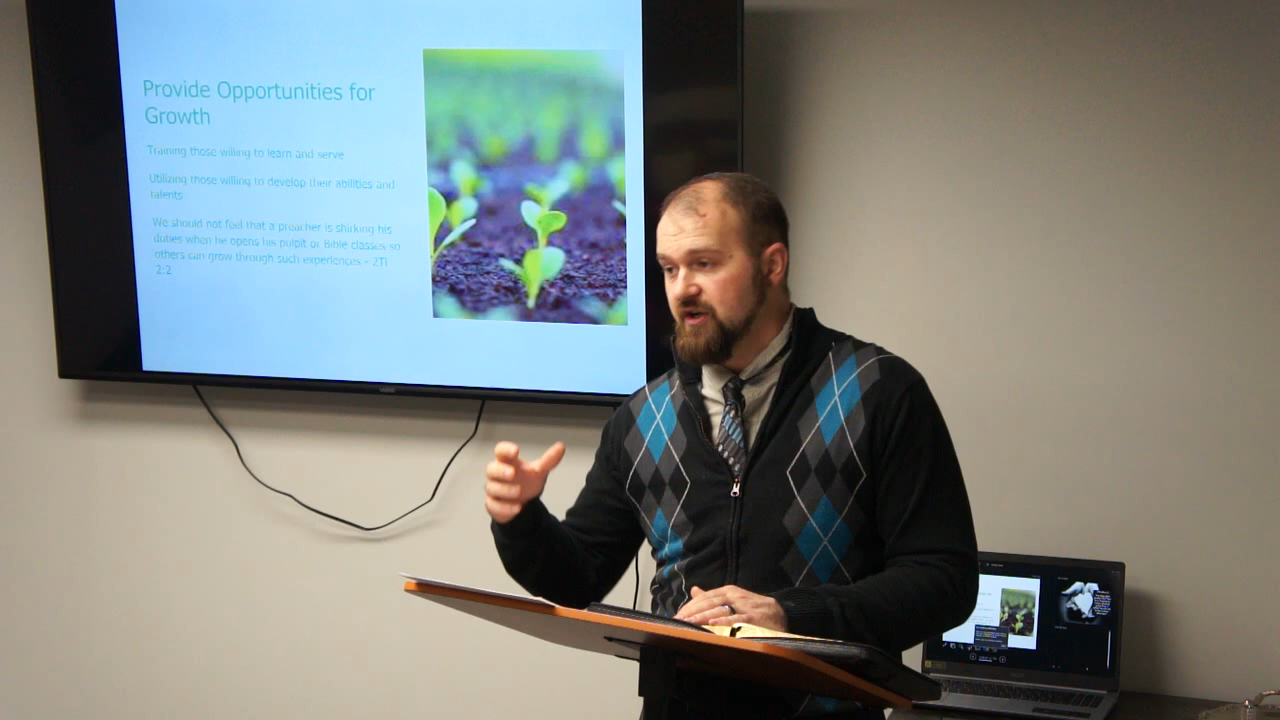 Provide Opportunities for
Growth
Training those willing to learn and serve
Utilizing those willing to develop their abilities and
talents
We should not feel that a preacher is shirking his
duties when he opens his pulpit or Bible classes so
others can grow through such experiences - 2TI
2:2